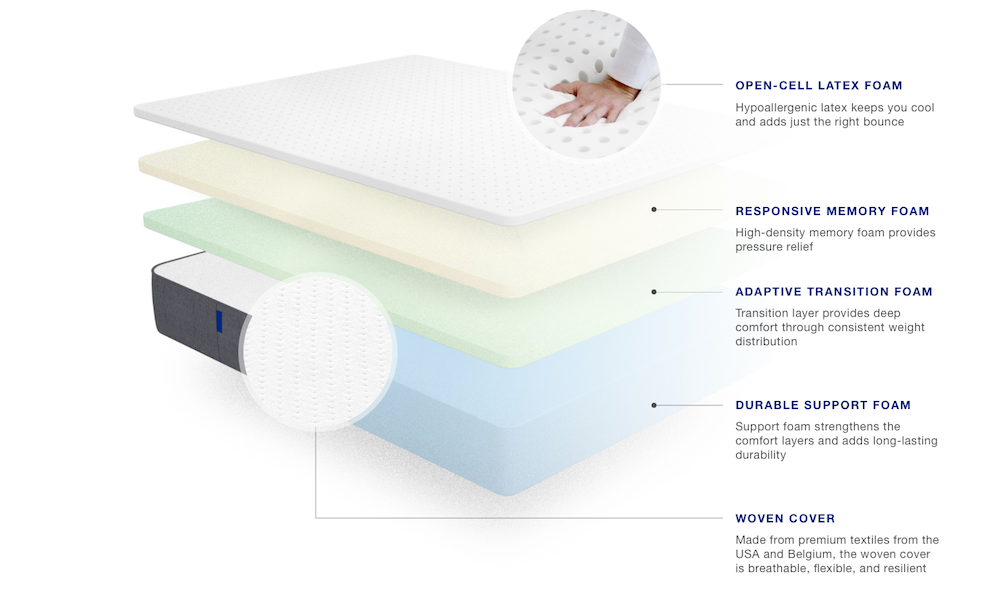 OPEN-CELL LATEX FOAM
Hypoallergenic latex keeps you cool
and adds just the right bounce
RESPONSIVE MEMORY FOAM
High-density memory foam provides
pressure relief
ADAPTIVE TRANSITION FOAM
Transition layer provides deep
comfort through consistent weight
distribution
DURABLE SUPPORT FOAM
Support foam strengthens the
comfort layers and adds long-lasting
durability
WOVEN COVER
Made from premium textiles from the
USA and Belgium, the woven cover
is breathable, flexible, and resilient